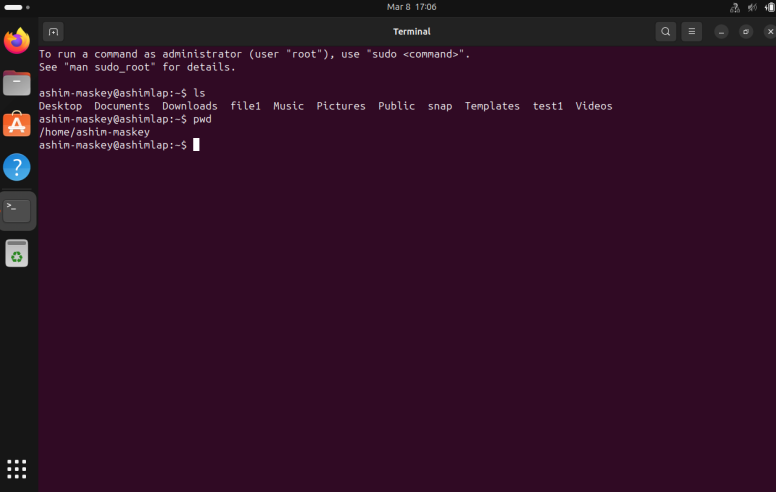 Mar 8 17:06
Terminal
To run a command as administrator (user "root"), use "sudo <command>".
See "man sudo_root" for details.
ashim-maskey@ashimlap:~$ ls
Desktop Documents Downloads file1 Music Pictures Public snap Templates test1 Videos
ashim-maskey@ashimlap:~$ pwd
/home/ashim-maskey
ashim-maskey@ashimlap:~$